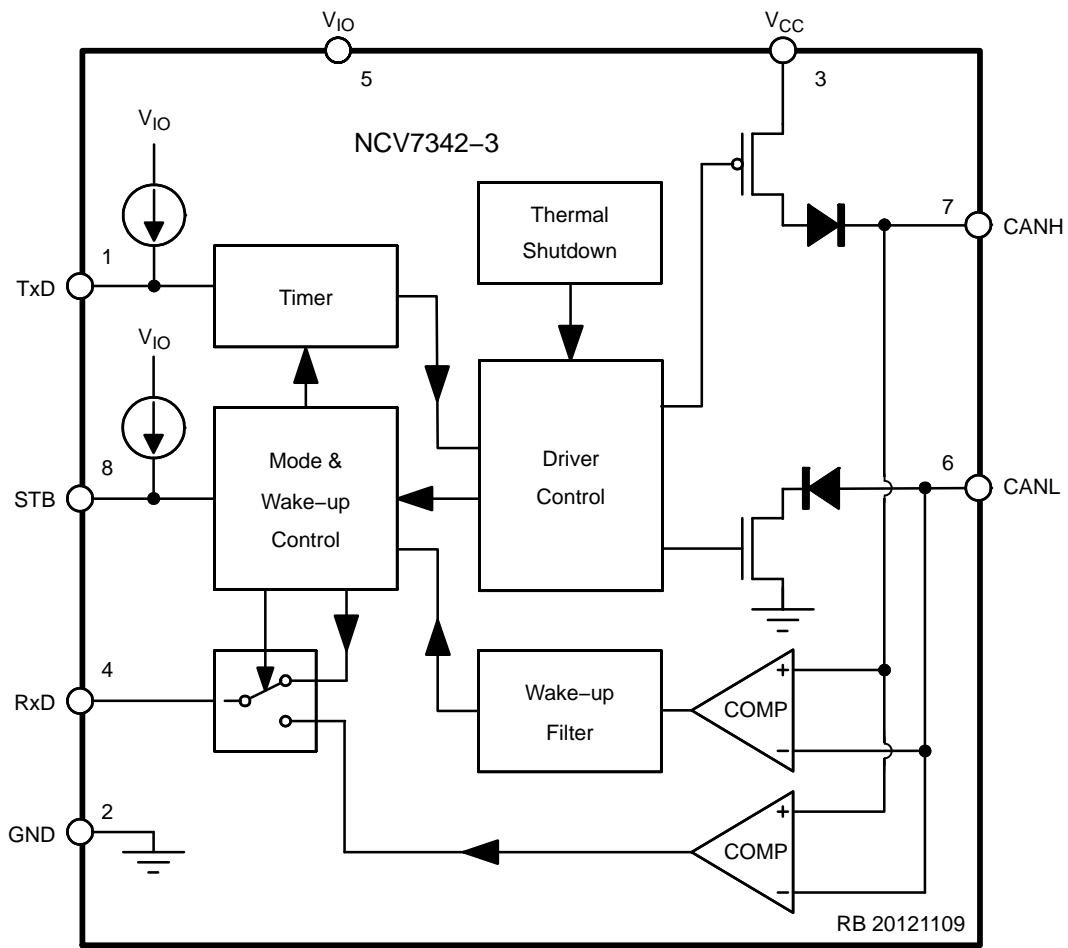 VIO
VCC
5
3
VIO
NCV7342−3
Thermal
Shutdown
7
CANH
1
TxD
Timer
VIO
8
STB
Mode &
Wake−up
Control
Driver
Control
6
CANL
4
RxD
Wake−up
Filter
+
COMP
−
2
GND
+
COMP
−
RB 20121109